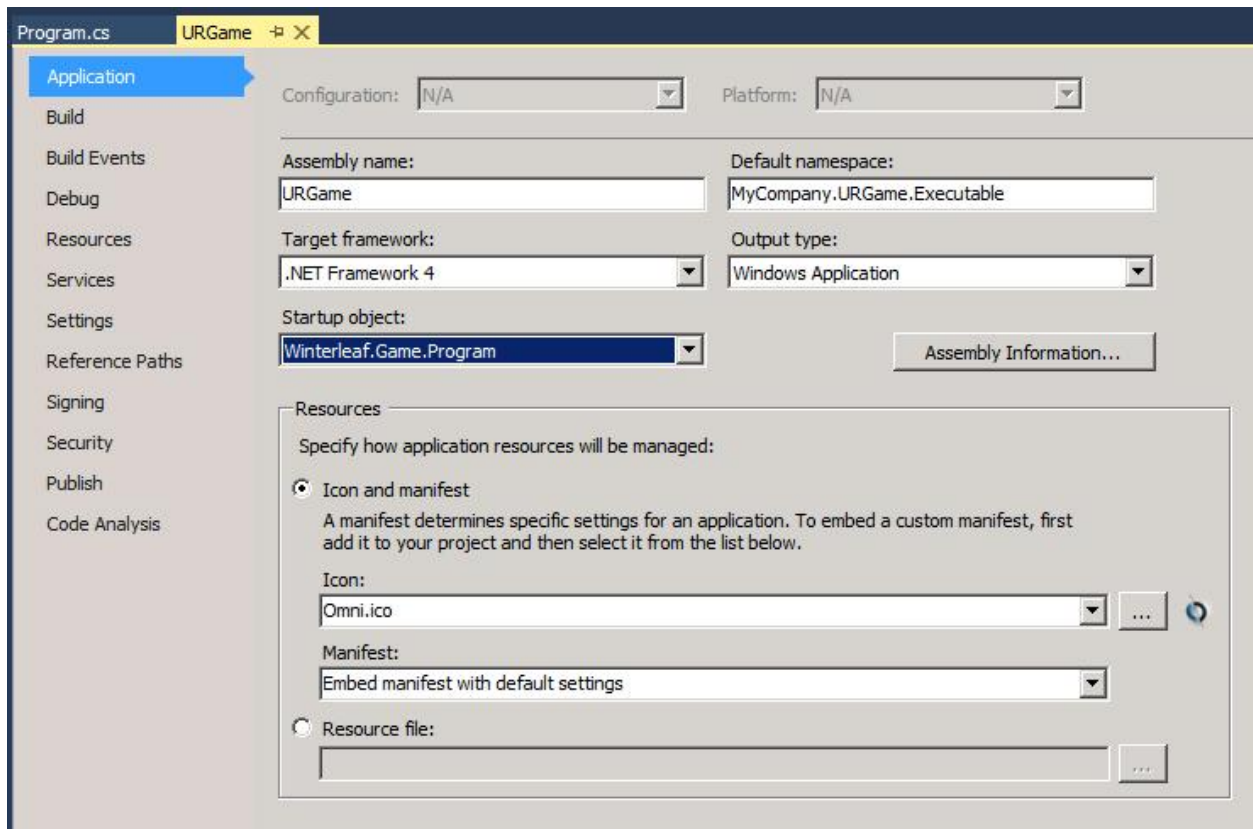 Program.cs
URGame
Application
Build
Build Events
Debug
Resources
Services
Settings
Reference Paths
Signing
Security
Publish
Code Analysis
Configuration: N/A Platform: N/A
Assembly name: Default namespace:
URGame MyCompany.URGame.Executable
Target framework: Output type:
.NET Framework 4 Windows Application
Startup object:
Winterleaf.Game.Program Assembly Information...
Resources
Specify how application resources will be managed:
Icon and manifest
A manifest determines specific settings for an application. To embed a custom manifest, first
add it to your project and then select it from the list below.
Icon:
Omni.ico ...
Manifest:
Embed manifest with default settings
Resource file:
...